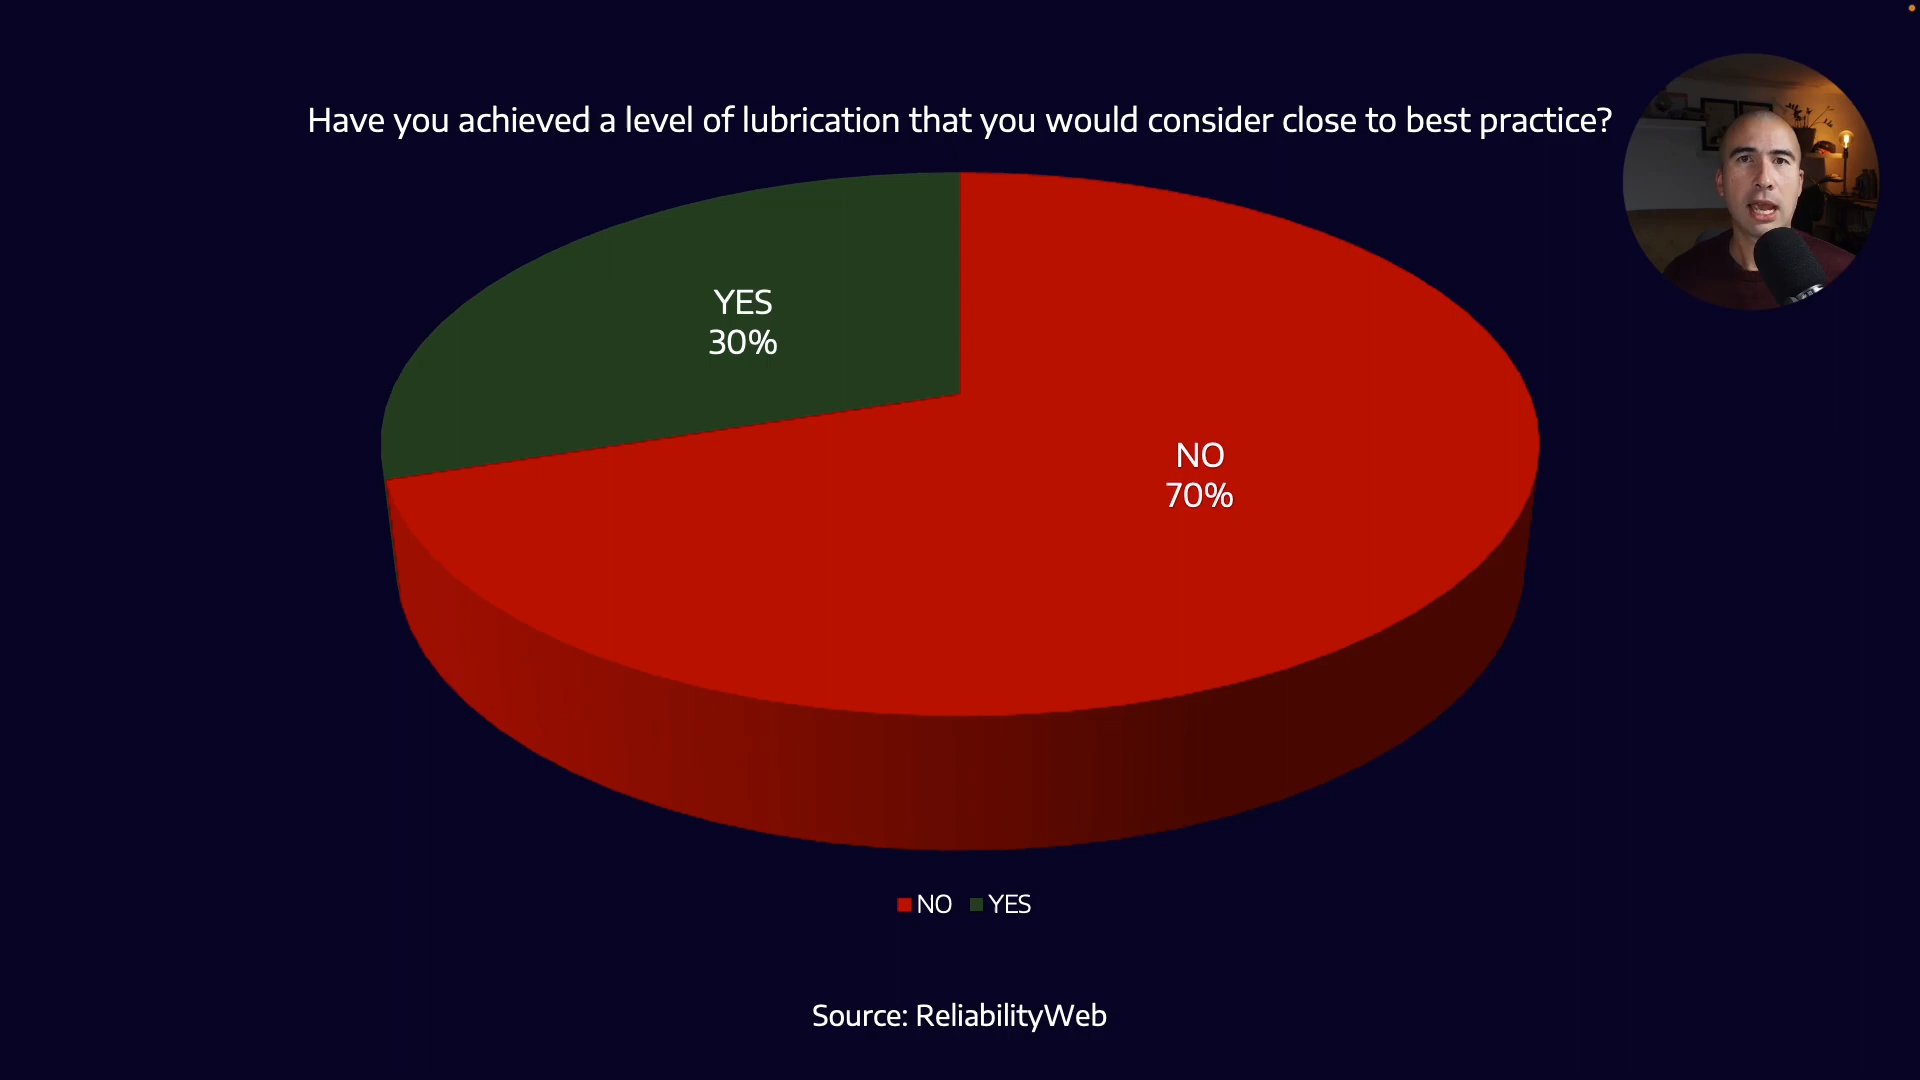 Have you achieved a level of lubrication that you would consider close to best practice?
YES
30%
NO
70%
NO YES
Source: ReliabilityWeb